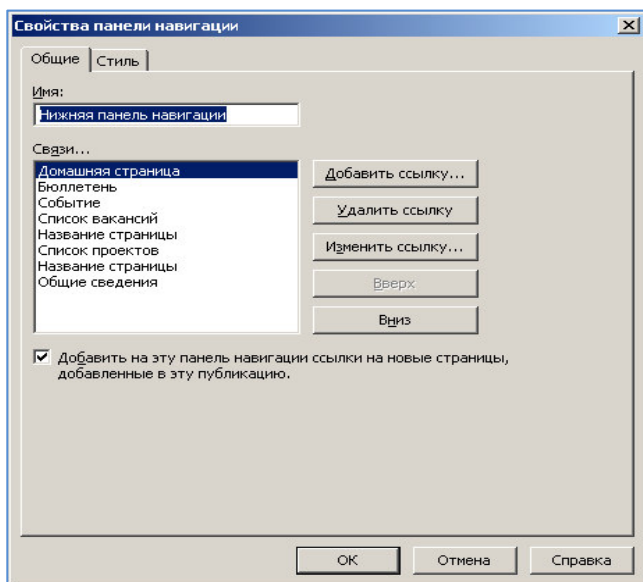 Свойства панели навигации
Общие
Стиль
Имя:
Нижняя панель навигации
Связи...
Домашняя страница
Бюллетень
Событие
Список вакансий
Название страницы
Список проектов
Название страницы
Общие сведения
Добавить ссылку...
Удалить ссылку
Изменить ссылку...
Вверх
Вниз
Добавить на эту панель навигации ссылки на новые страницы,
добавленные в эту публикацию.
ОК
Отмена
Справка